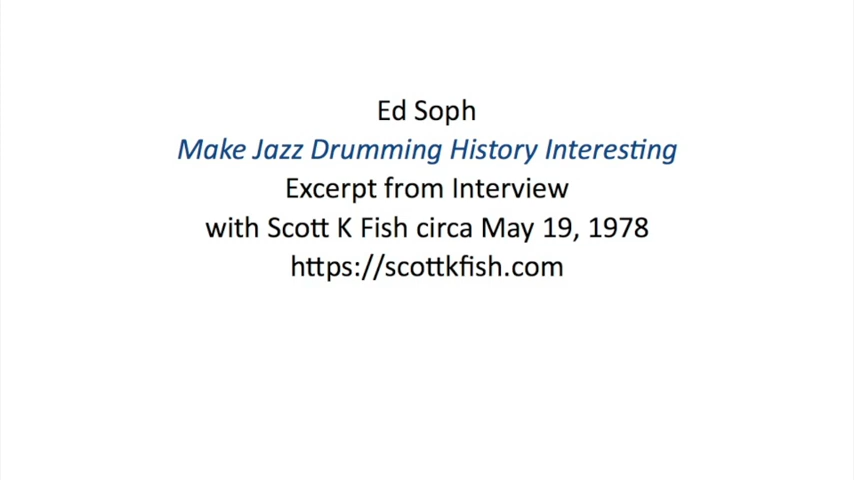 Ed Soph
Make Jazz Drumming History Interesting
Excerpt from Interview
with Scott K Fish circa May 19, 1978
https://scottkfish.com